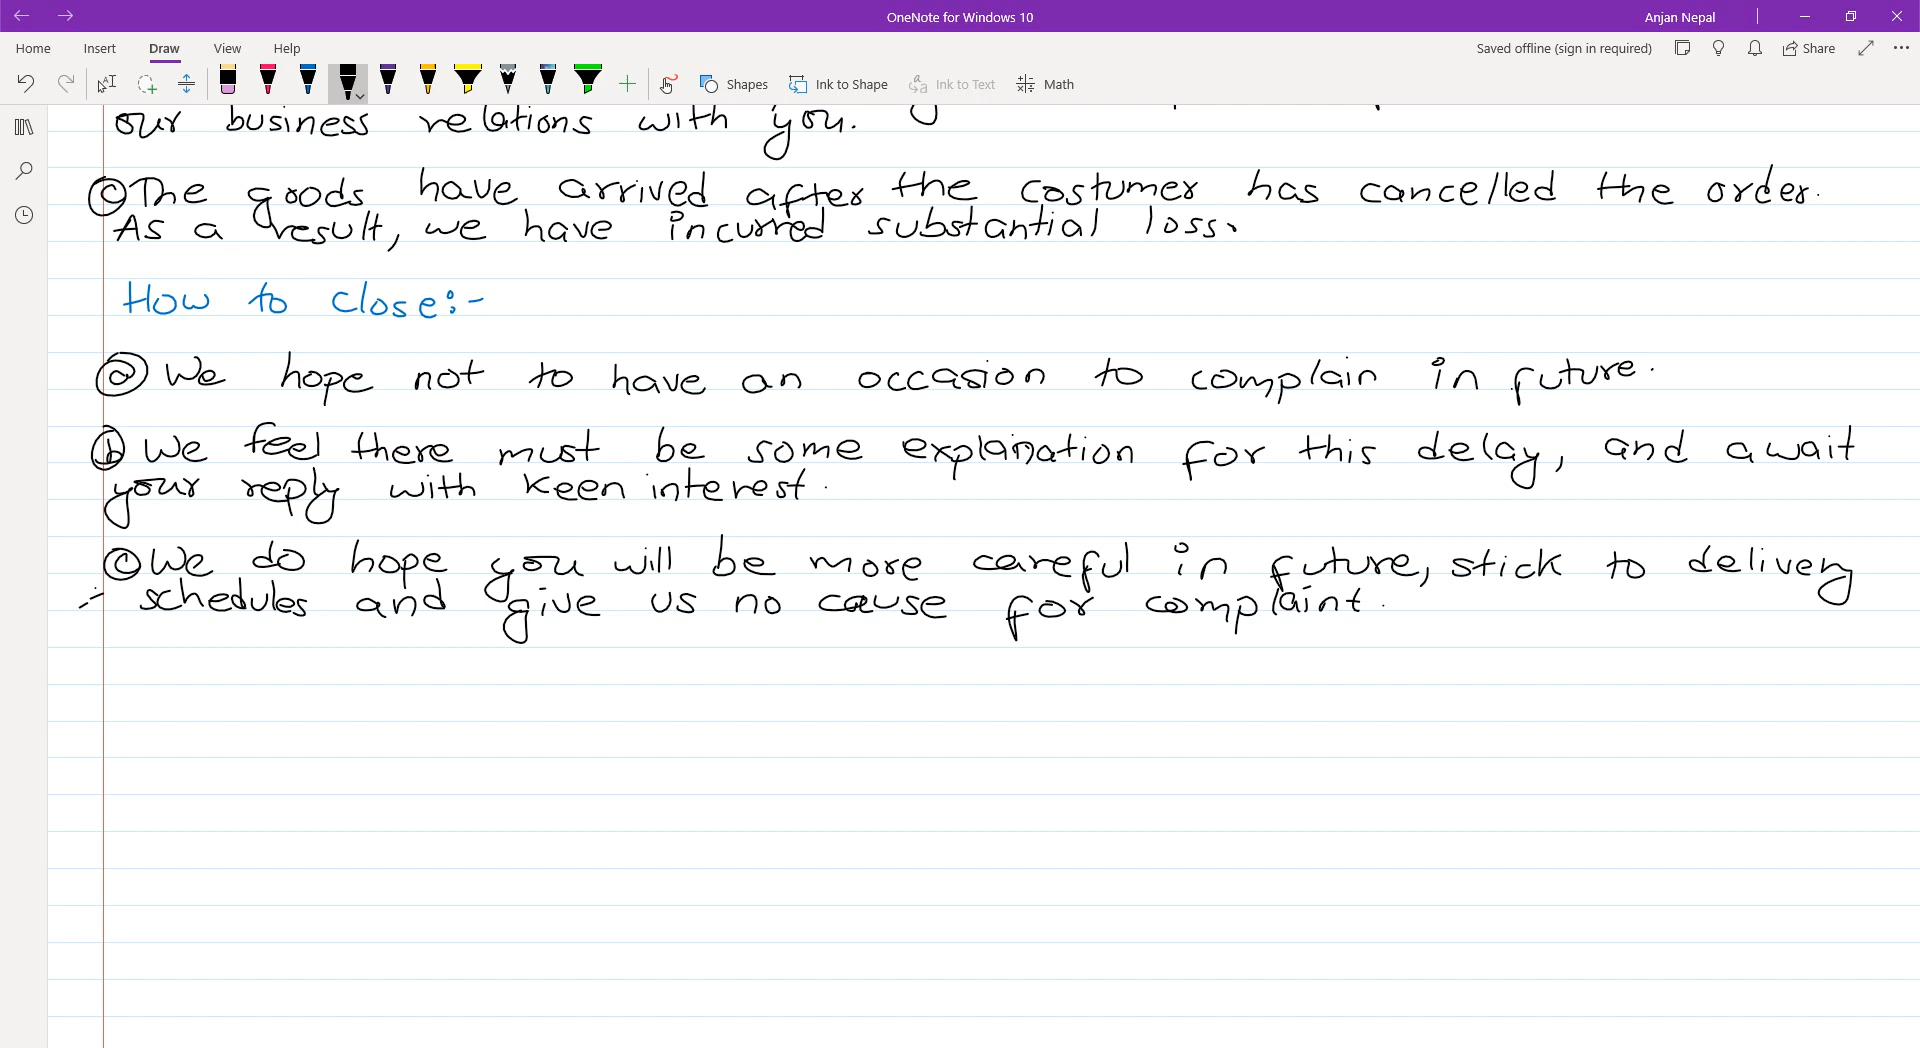 OneNote for Windows 10
Anjan Nepal
Home Insert Draw View Help
Saved offline (sign in required)
Share
Shapes
Ink to Shape
Ink to Text
Math
our business relations with you.
c The goods have arrived after the costumer has cancelled the order.
As a result, we have incurred substantial loss.
How to close:-
a We hope not to have an occasion to complain in future.
b We feel there must be some explanation for this delay, and await
your reply with keen interest.
c We do hope you will be more careful in future, stick to delivery
schedules and give us no cause for complaint.